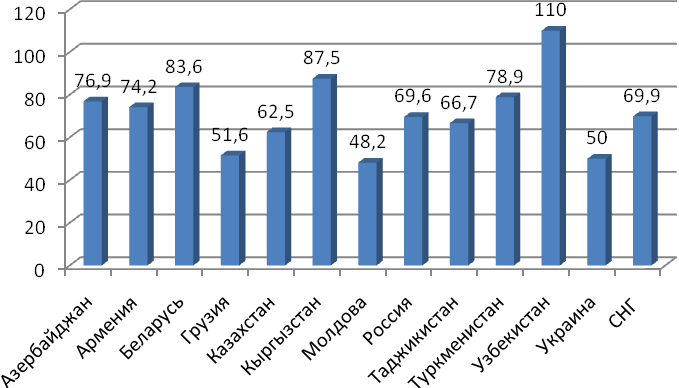 120
100
80
60
40
20
0
76,9
74,2
83,6
51,6
62,5
87,5
48,2
69,6
66,7
78,9
110
50
69,9
Азербайджан
Армения
Беларусь
Грузия
Казахстан
Кыргызстан
Молдова
Россия
Таджикистан
Туркменистан
Узбекистан
Украина
СНГ